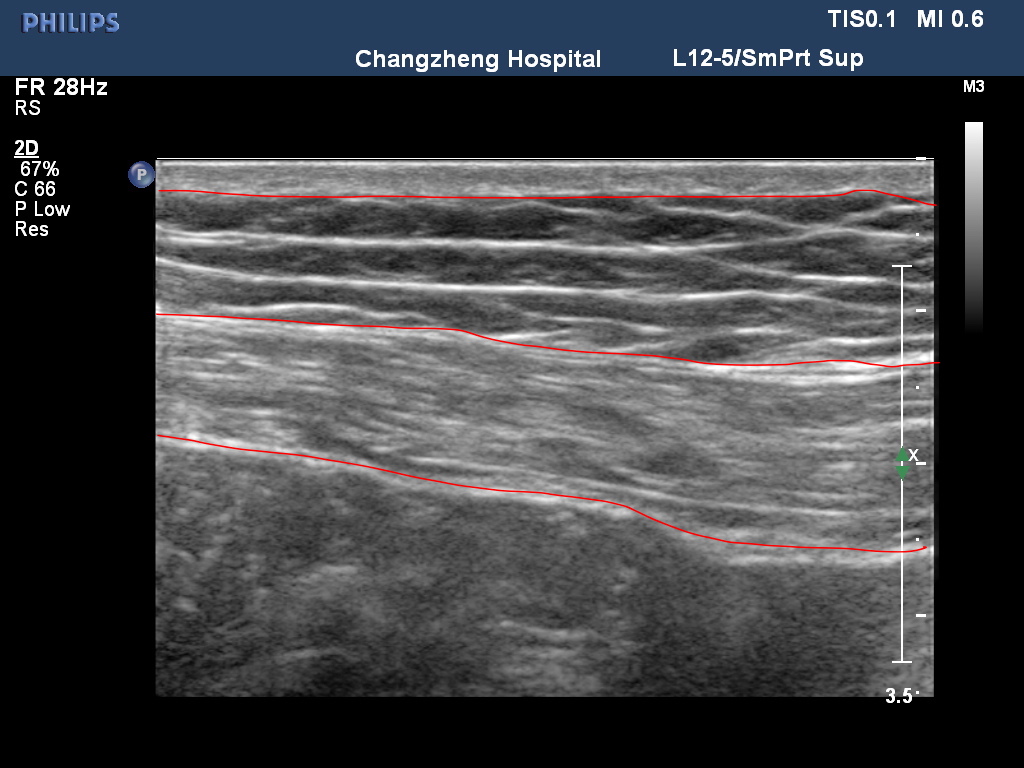 PHILIPS
TIS0.1 MI 0.6
Changzheng Hospital
L12-5/SmPrt Sup
FR 28Hz
RS
M3
2D
67%
C 66
P Low
Res
P
X
3.5